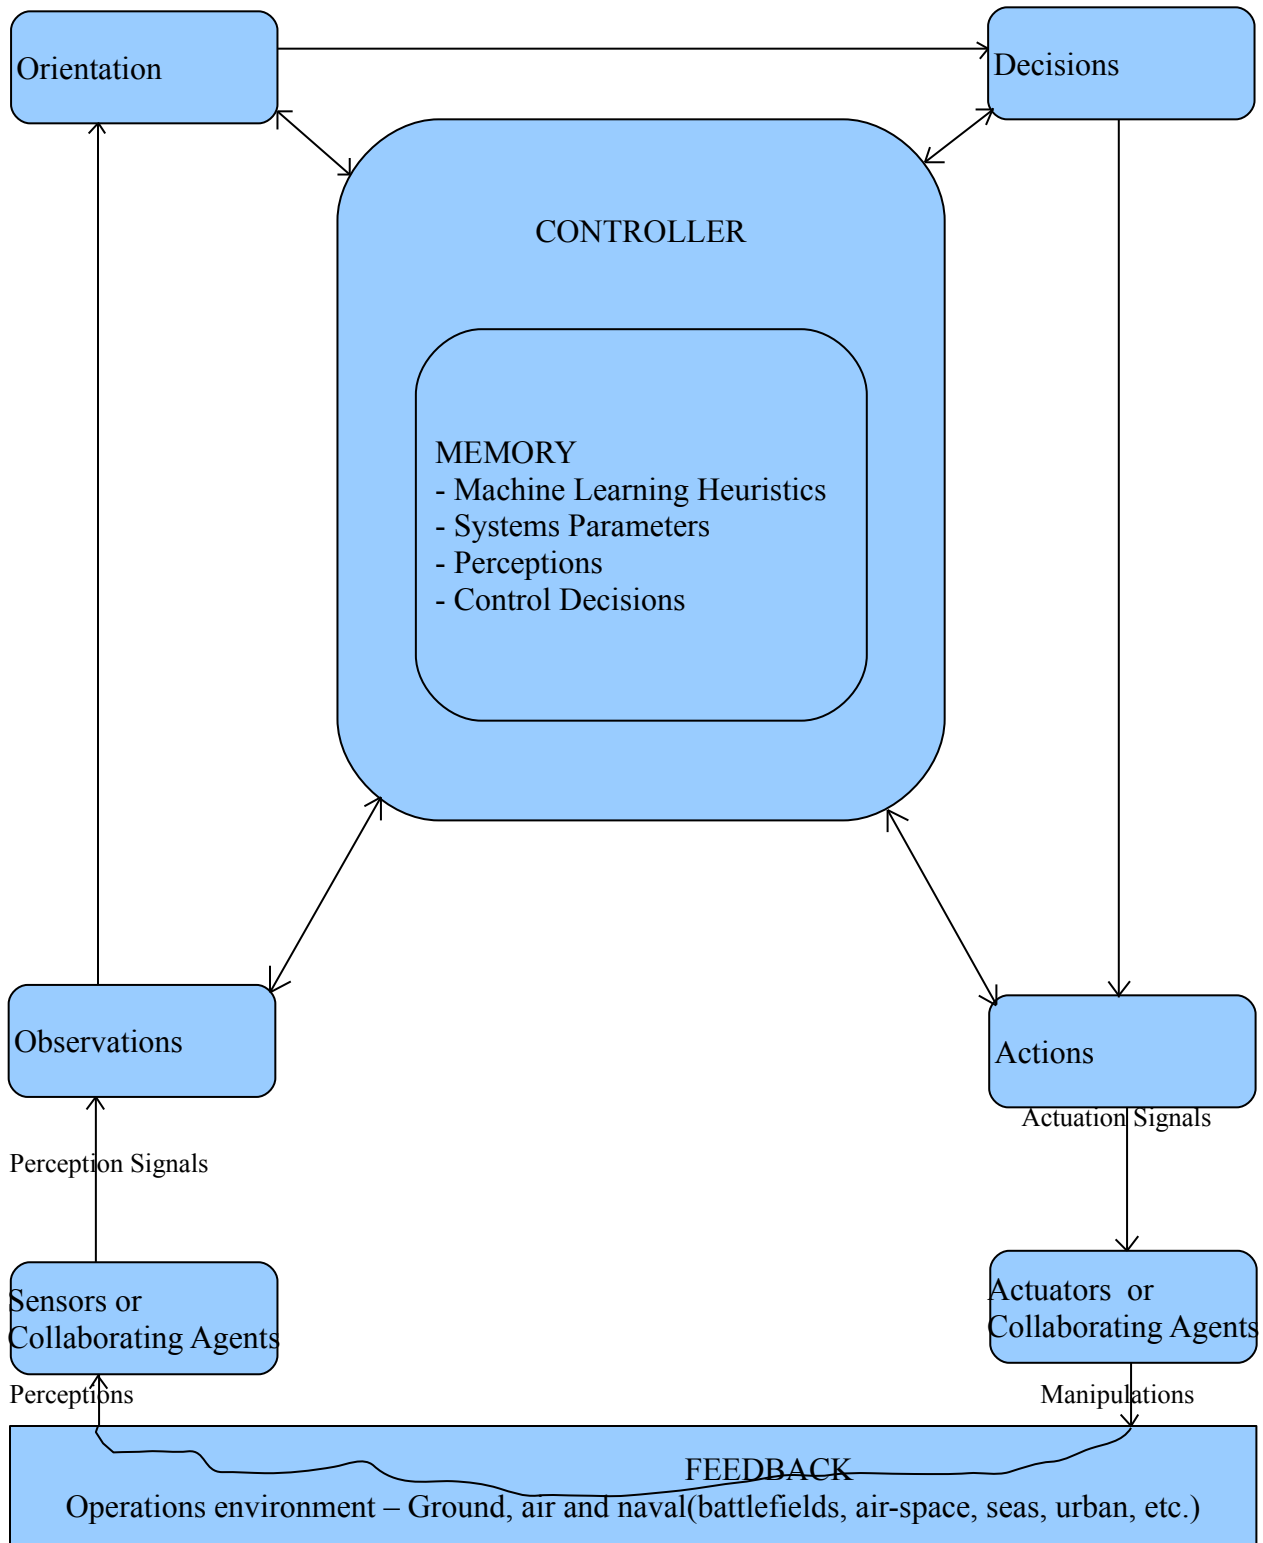 Orientation
Decisions
CONTROLLER
MEMORY
- Machine Learning Heuristics
- Systems Parameters
- Perceptions
- Control Decisions
Observations
Actions
Actuation Signals
Perception Signals
Sensors or
Collaborating Agents
Actuators  or
Collaborating Agents
Perceptions
Manipulations
FEEDBACK
Operations environment – Ground, air and naval(battlefields, air-space, seas, urban, etc.)